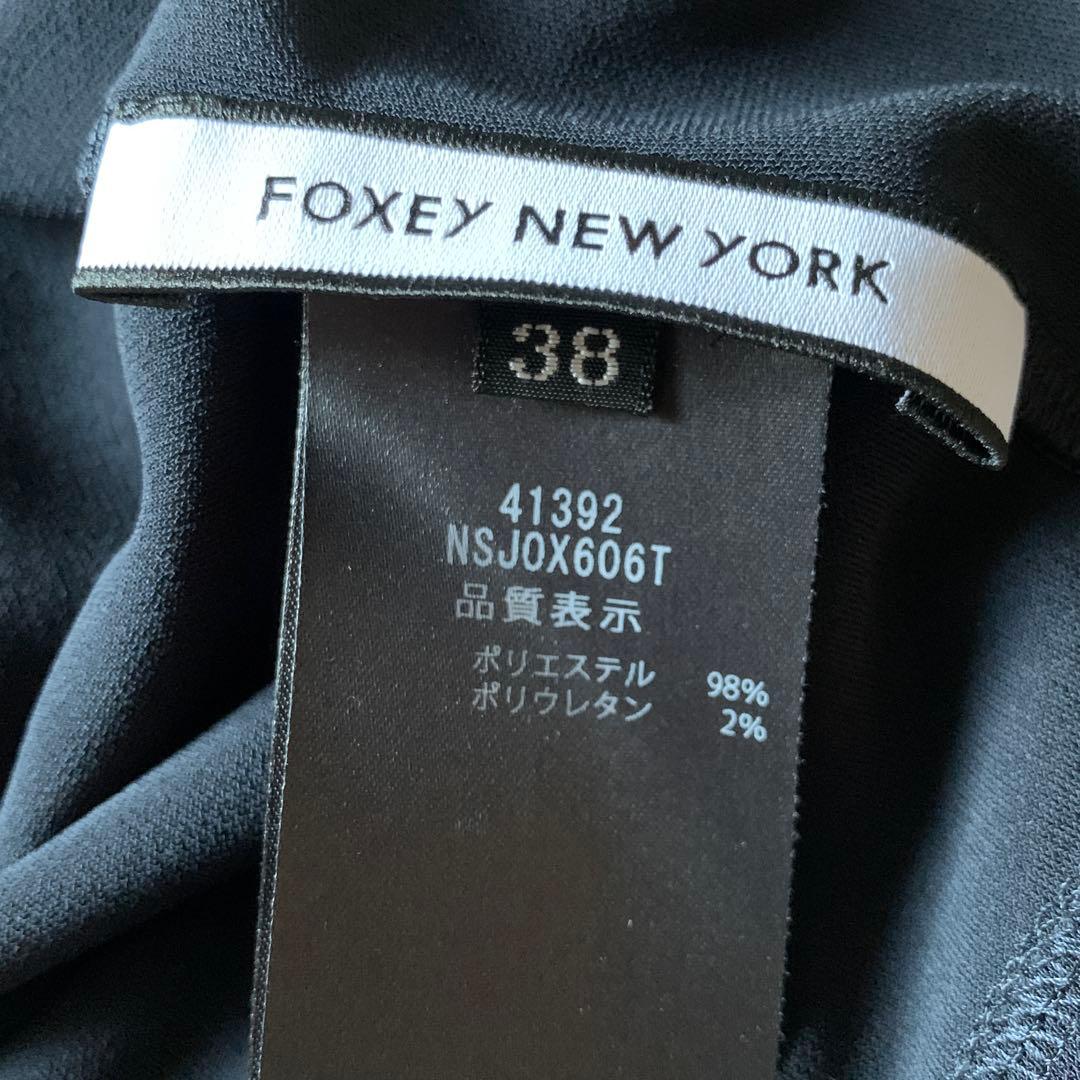 FOXEY NEW YORK
38
41392
NSJOX606T
品質表示
ポリエステル 98%
ポリウレタン 2%